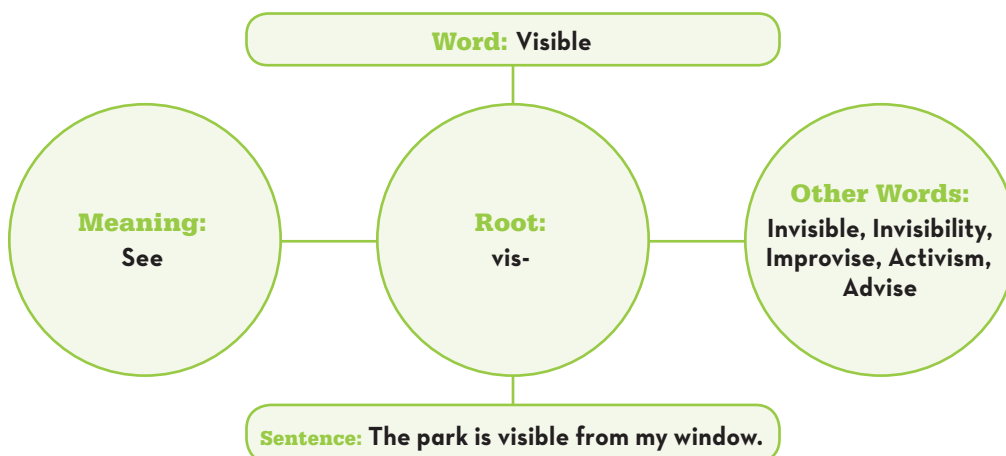 Word: Visible
Meaning:
See
Root:
vis-
Other Words:
Invisible, Invisibility,
Improvise, Activism,
Advise
Sentence: The park is visible from my window.